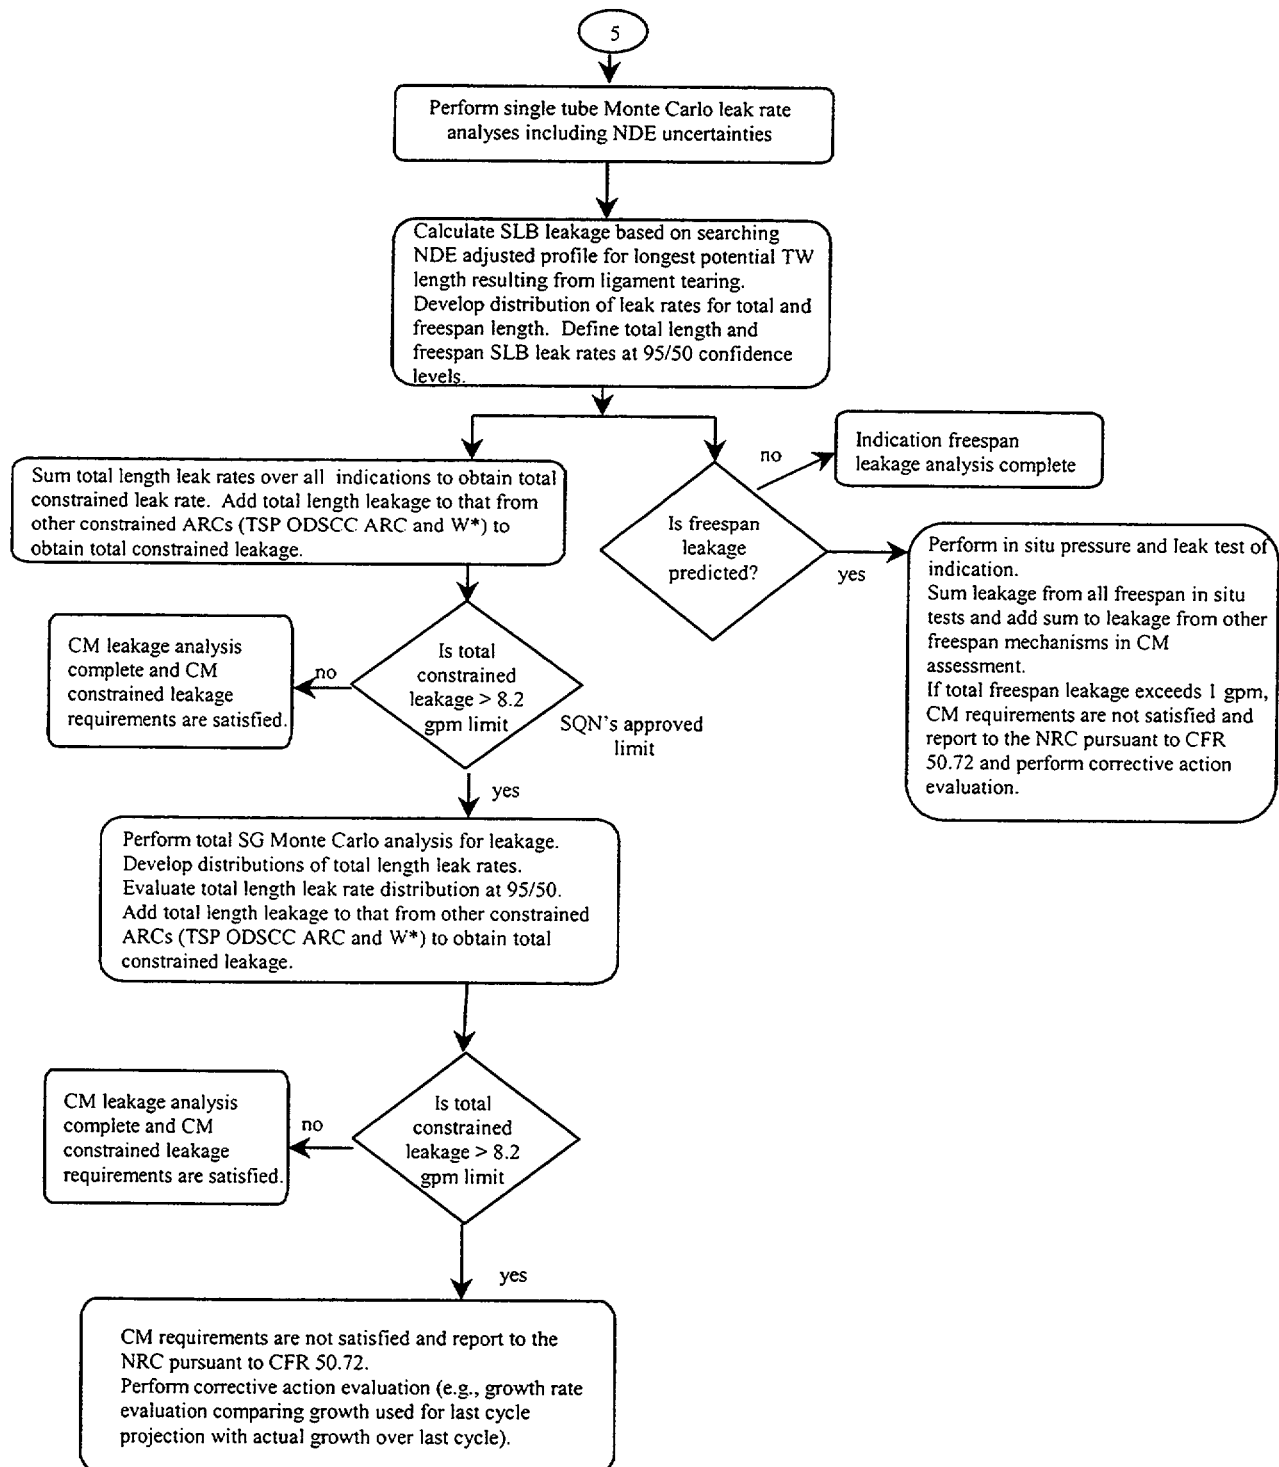 5
Perform single tube Monte Carlo leak rate
analyses including NDE uncertainties
Calculate SLB leakage based on searching
NDE adjusted profile for longest potential TW
length resulting from ligament tearing.
Develop distribution of leak rates for total and
freespan length. Define total length and
freespan SLB leak rates at 95/50 confidence
levels.
Sum total length leak rates over all indications to obtain total
constrained leak rate. Add total length leakage to that from
other constrained ARCs (TSP ODSCC ARC and W*) to
obtain total constrained leakage.
Is freespan
leakage
predicted?
no
Indication freespan
leakage analysis complete
yes
Perform in situ pressure and leak test of
indication.
Sum leakage from all freespan in situ
tests and add sum to leakage from other
freespan mechanisms in CM
assessment.
If total freespan leakage exceeds 1 gpm,
CM requirements are not satisfied and
report to the NRC pursuant to CFR
50.72 and perform corrective action
evaluation.
Is total
constrained
leakage > 8.2
gpm limit
SQN's approved
limit
no
CM leakage analysis
complete and CM
constrained leakage
requirements are satisfied.
yes
Perform total SG Monte Carlo analysis for leakage.
Develop distributions of total length leak rates.
Evaluate total length leak rate distribution at 95/50.
Add total length leakage to that from other constrained
ARCs (TSP ODSCC ARC and W*) to obtain total
constrained leakage.
Is total
constrained
leakage > 8.2
gpm limit
no
CM leakage analysis
complete and CM
constrained leakage
requirements are satisfied.
yes
CM requirements are not satisfied and report to the
NRC pursuant to CFR 50.72.
Perform corrective action evaluation (e.g., growth rate
evaluation comparing growth used for last cycle
projection with actual growth over last cycle).